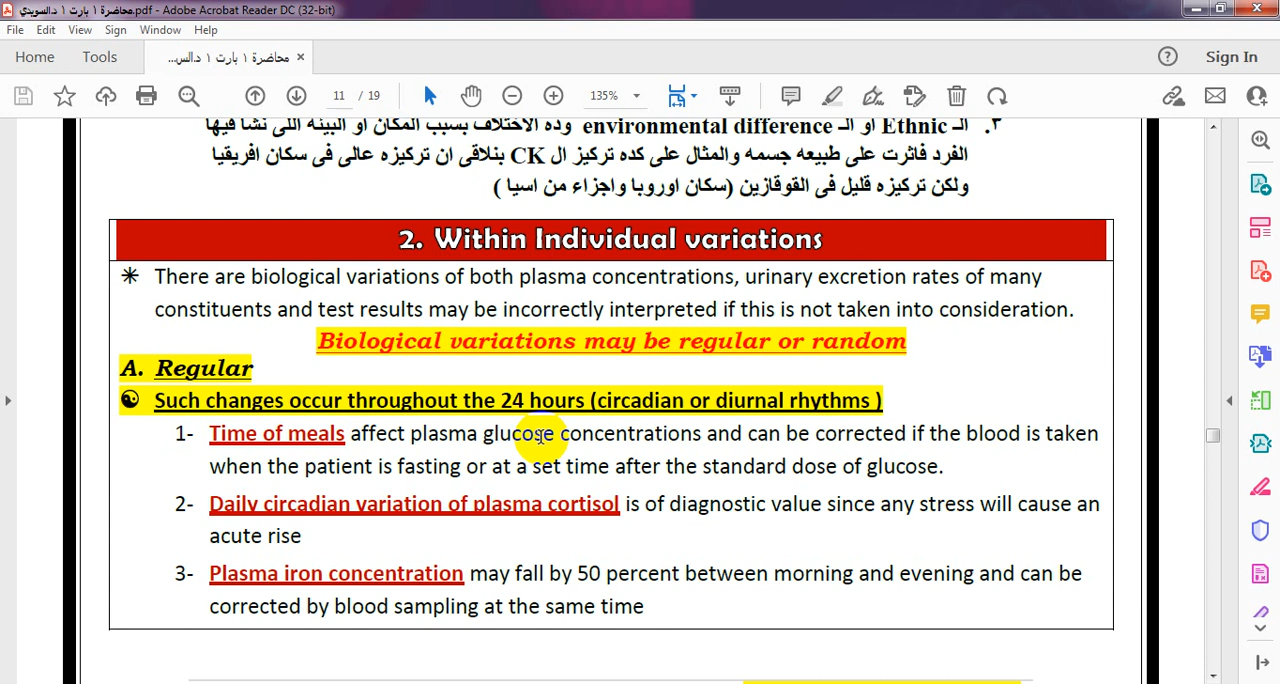 محاضرة ١ بارت ١ د.السويدي.pdf - Adobe Acrobat Reader DC (32-bit)
File Edit View Sign Window Help
Home Tools محاضرة ١ بارت ١ د.الس... × Sign In
11 / 19 135%
٣. الـ Ethnic او الـ environmental difference وده الاختلاف بسبب المكان او البيئه اللى نشا فيها
الفرد فاثرت على طبيعه جسمه والمثال على كده تركيز ال CK بنلاقى ان تركيزه عالى فى سكان افريقيا
ولكن تركيزه قليل فى القوقازين (سكان اوروبا واجزاء من اسيا )
2. Within Individual variations
There are biological variations of both plasma concentrations, urinary excretion rates of many
constituents and test results may be incorrectly interpreted if this is not taken into consideration.
Biological variations may be regular or random
A. Regular
Such changes occur throughout the 24 hours (circadian or diurnal rhythms )
1- Time of meals affect plasma glucose concentrations and can be corrected if the blood is taken
when the patient is fasting or at a set time after the standard dose of glucose.
2- Daily circadian variation of plasma cortisol is of diagnostic value since any stress will cause an
acute rise
3- Plasma iron concentration may fall by 50 percent between morning and evening and can be
corrected by blood sampling at the same time